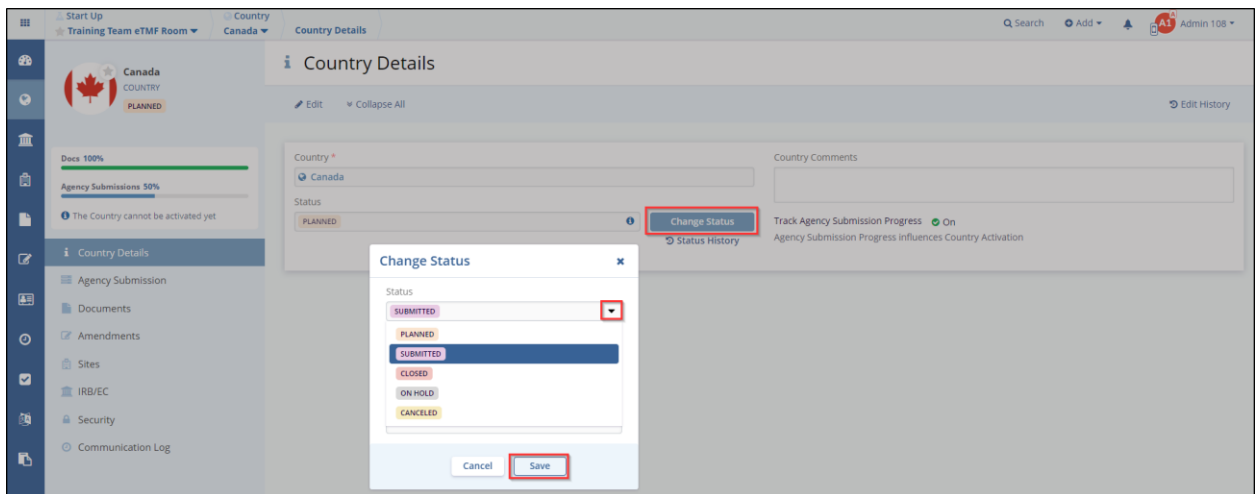 Start Up
Training Team eTMF Room
Country
Canada
Country Details
Search
Add
A
A1
Admin 108
Canada
COUNTRY
PLANNED
Country Details
Edit
Collapse All
Edit History
Docs 100%
Agency Submissions 50%
The Country cannot be activated yet
Country Details
Agency Submission
Documents
Amendments
Sites
IRB/EC
Security
Communication Log
Country *
Canada
Status
PLANNED
Change Status
Status History
Country Comments
Track Agency Submission Progress On
Agency Submission Progress influences Country Activation
Change Status
Status
SUBMITTED
PLANNED
SUBMITTED
CLOSED
ON HOLD
CANCELED
Cancel
Save